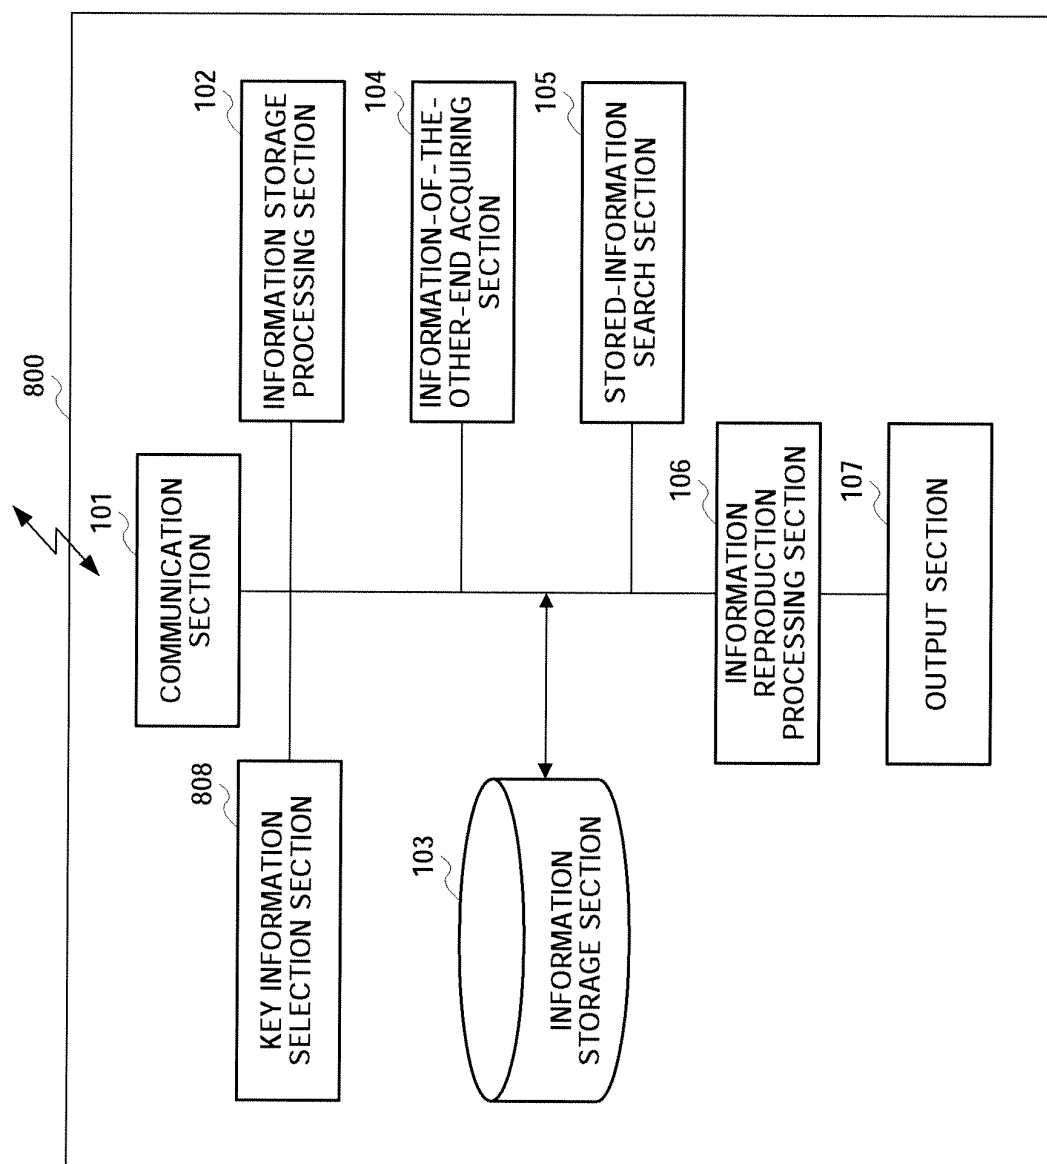 800
101
COMMUNICATION
SECTION
102
INFORMATION STORAGE
PROCESSING SECTION
808
KEY INFORMATION
SELECTION SECTION
104
INFORMATION-OF-THE-
OTHER-END ACQUIRING
SECTION
103
INFORMATION
STORAGE SECTION
105
STORED-INFORMATION
SEARCH SECTION
106
INFORMATION
REPRODUCTION
PROCESSING SECTION
107
OUTPUT SECTION